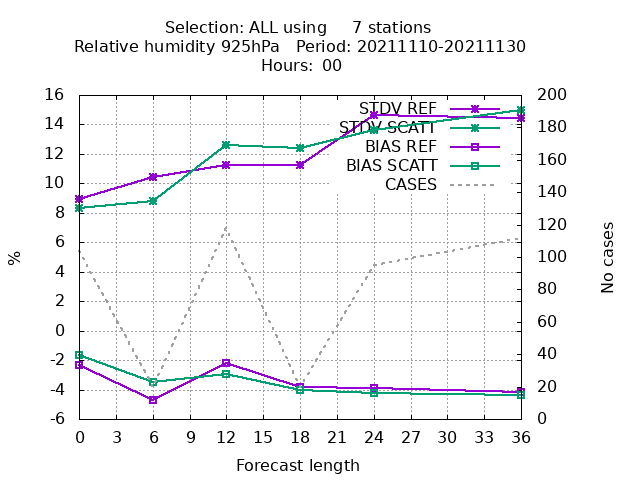 Selection: ALL using     7 stations
Relative humidity 925hPa   Period: 20211110-20211130
Hours: 00
STDV REF
STDV SCATT
BIAS REF
BIAS SCATT
CASES
16
14
12
10
8
6
4
2
0
-2
-4
-6
%
200
180
160
140
120
100
80
60
40
20
0
No cases
0 3 6 9 12 15 18 21 24 27 30 33 36
Forecast length